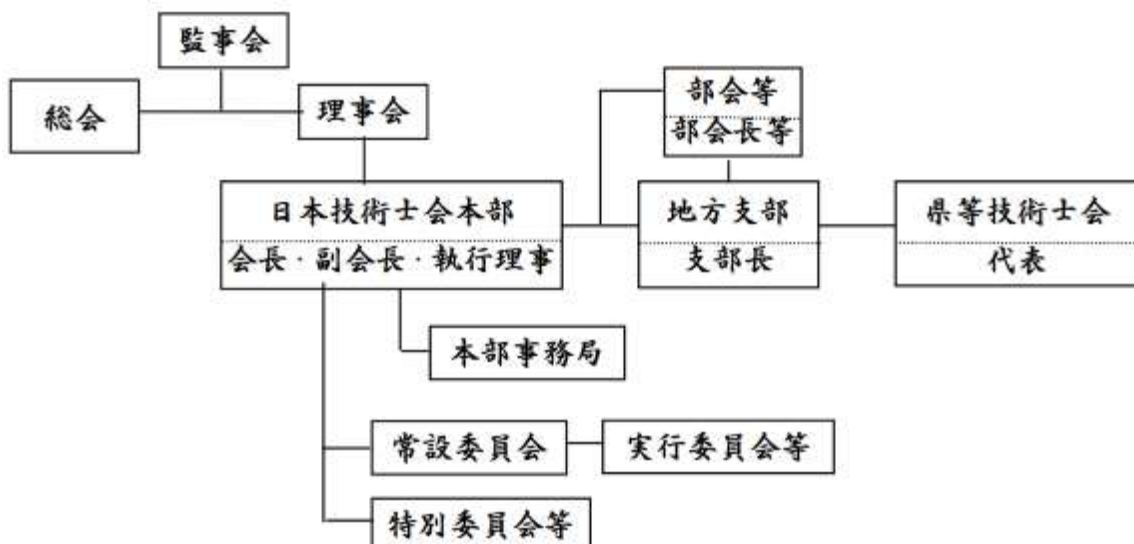 監事会
総会
理事会
部会等
部会長等
日本技術士会本部
会長・副会長・執行理事
地方支部
支部長
県等技術士会
代表
本部事務局
常設委員会
実行委員会等
特別委員会等